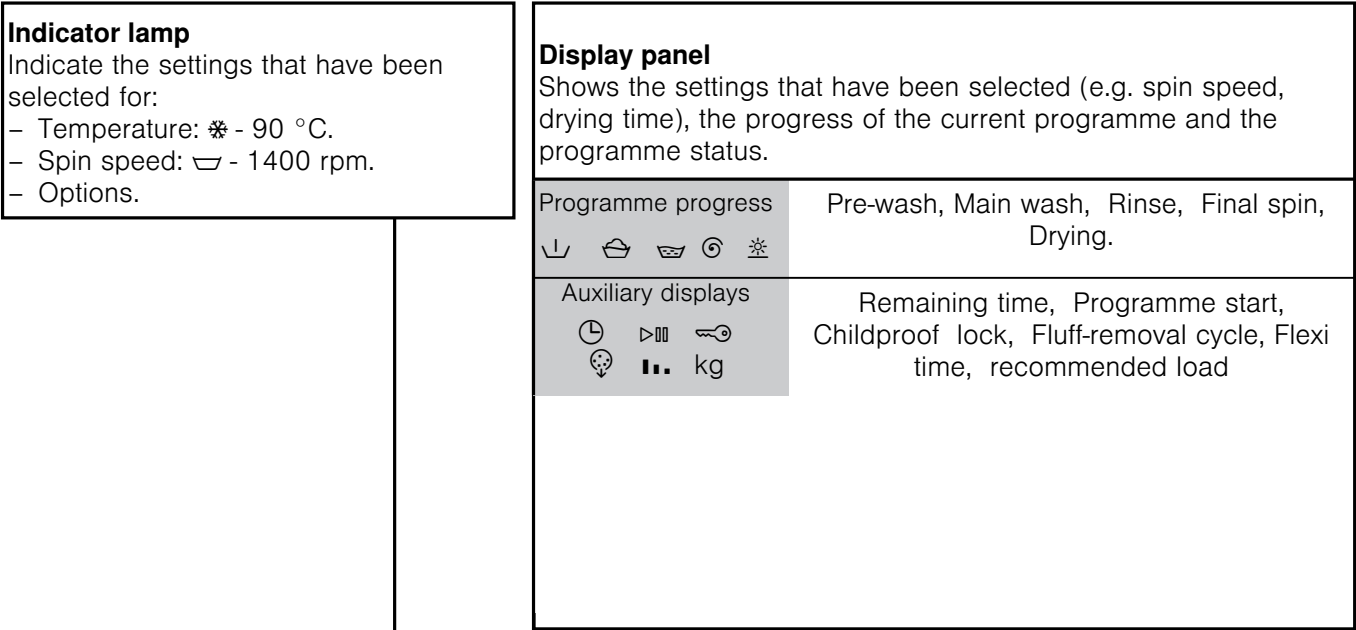 Indicator lamp
Indicate the settings that have been
selected for:
– Temperature: ❄ - 90 °C.
– Spin speed: - 1400 rpm.
– Options.
Display panel
Shows the settings that have been selected (e.g. spin speed,
drying time), the progress of the current programme and the
programme status.
Programme progress
Pre-wash, Main wash, Rinse, Final spin,
Drying.
Auxiliary displays
kg
Remaining time, Programme start,
Childproof lock, Fluff-removal cycle, Flexi
time, recommended load